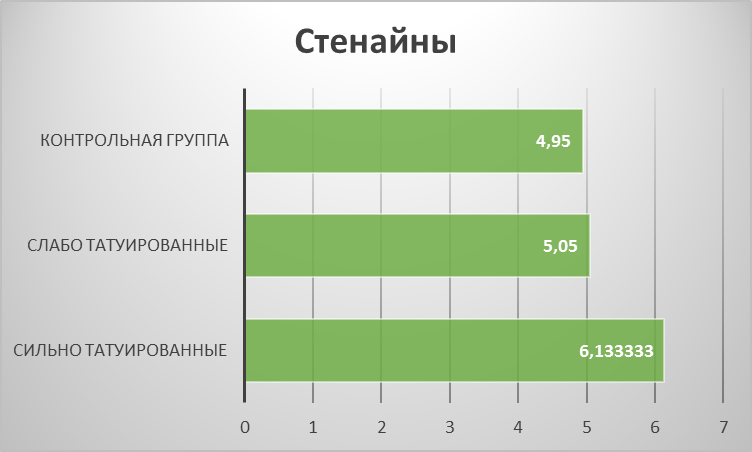 Стенайны
КОНТРОЛЬНАЯ ГРУППА
4,95
СЛАБО ТАТУИРОВАННЫЕ
5,05
СИЛЬНО ТАТУИРОВАННЫЕ
6,133333
0 1 2 3 4 5 6 7